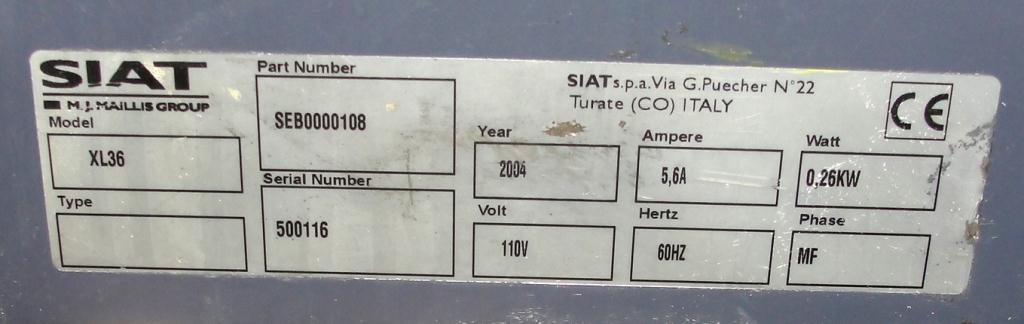 SIAT
M.J. MAILLIS GROUP
Model
XL36
Type
Part Number
SEB0000108
Serial Number
500116
SIAT s.p.a. Via G.Puecher N°22
Turate (CO) ITALY
CE
Year
2004
Ampere
5,6A
Watt
0,26KW
Volt
110V
Hertz
60HZ
Phase
MF